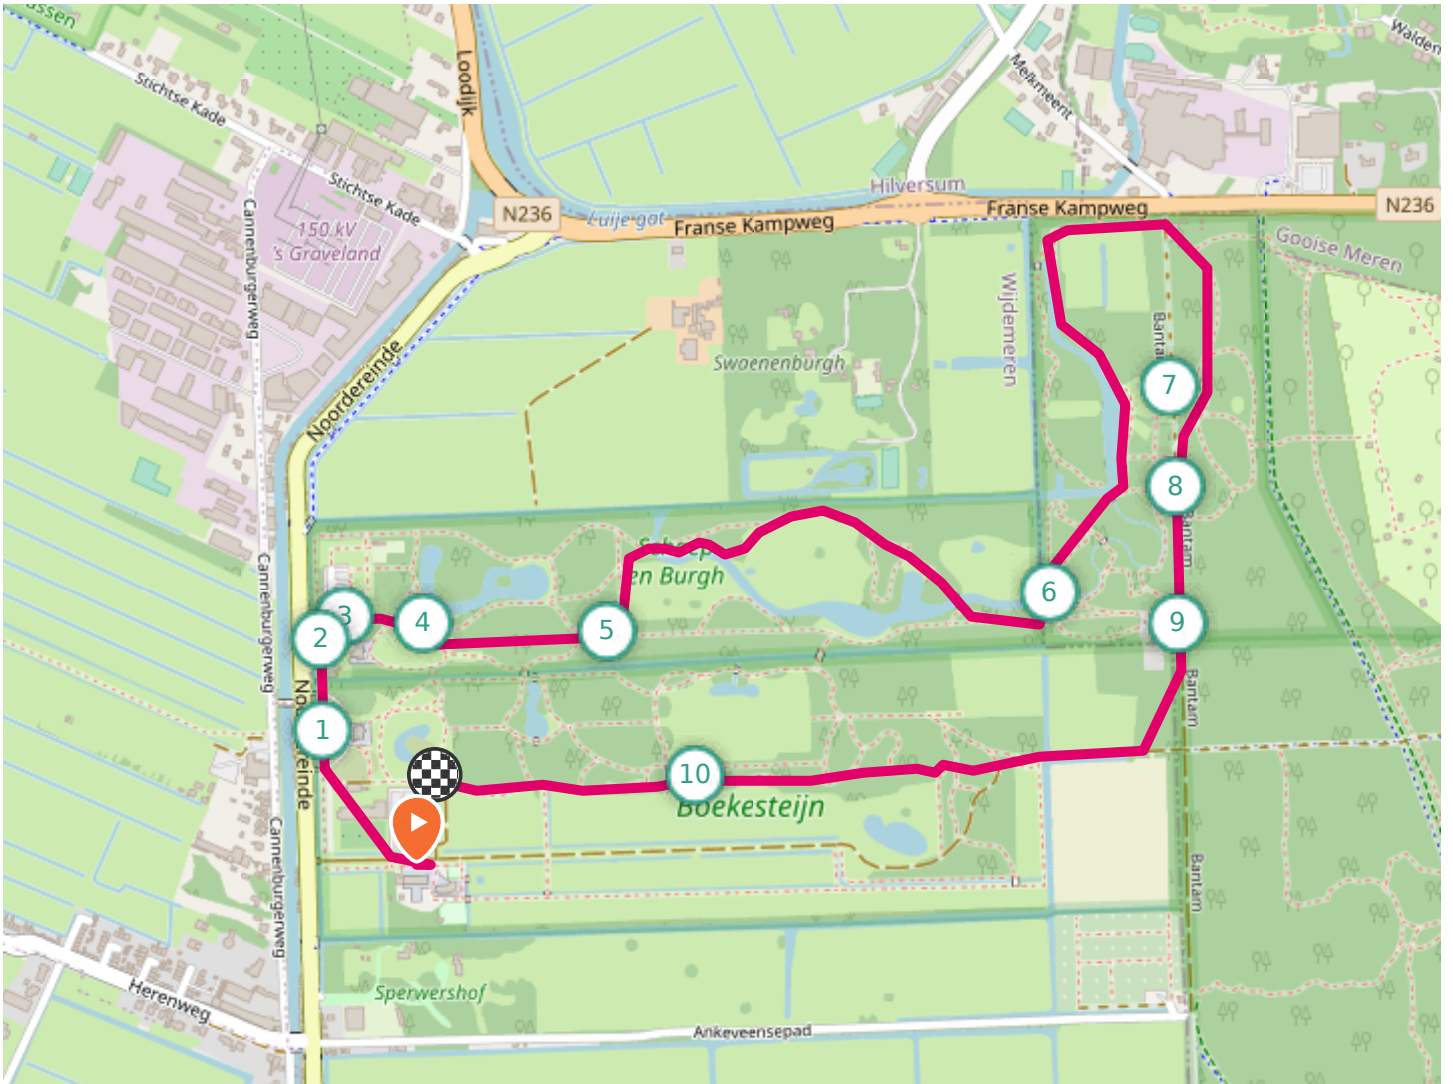 assen
Stichtse Kade
Loodijk
Melkmeent
Walden
Stichtse Kade
Cannenburgerweg
150 kV
's Graveland
N236
Luije gat
Franse Kampweg
Hilversum
Franse Kampweg
N236
Gooise Meren
Wijdemeren
Noordereinde
Swaenenburgh
Banta
7
8
Bantam
Cannenburgerweg
en Burgh
6
3
2
4
5
9
Bantam
1
10
Boekesteijn
Cannenburgerweg
Bantam
Herenweg
Sperwershof
Ankeveensepad